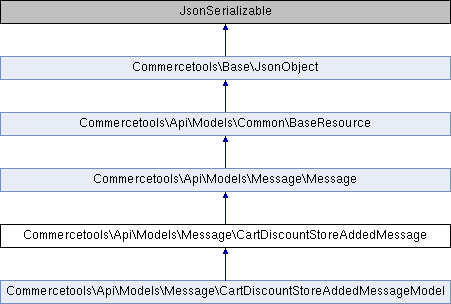 JsonSerializable
Commercetools\Base\JsonObject
Commercetools\Api\Models\Common\BaseResource
Commercetools\Api\Models\Message\Message
Commercetools\Api\Models\Message\CartDiscountStoreAddedMessage
Commercetools\Api\Models\Message\CartDiscountStoreAddedMessageModel